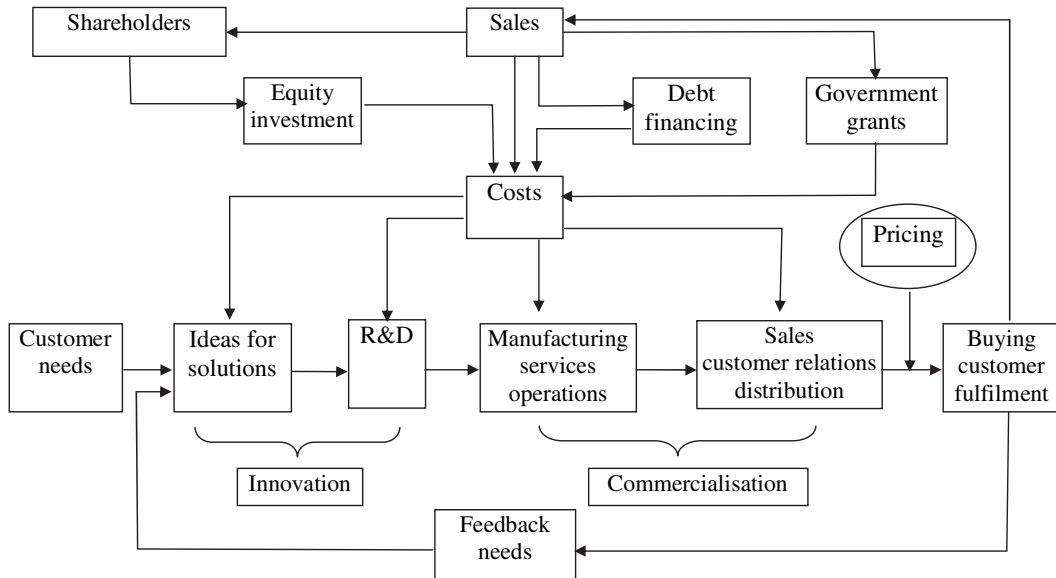 Shareholders
Sales
Equity
investment
Debt
financing
Government
grants
Costs
Pricing
Customer
needs
Ideas for
solutions
R&D
Manufacturing
services
operations
Sales
customer relations
distribution
Buying
customer
fulfilment
Innovation
Commercialisation
Feedback
needs